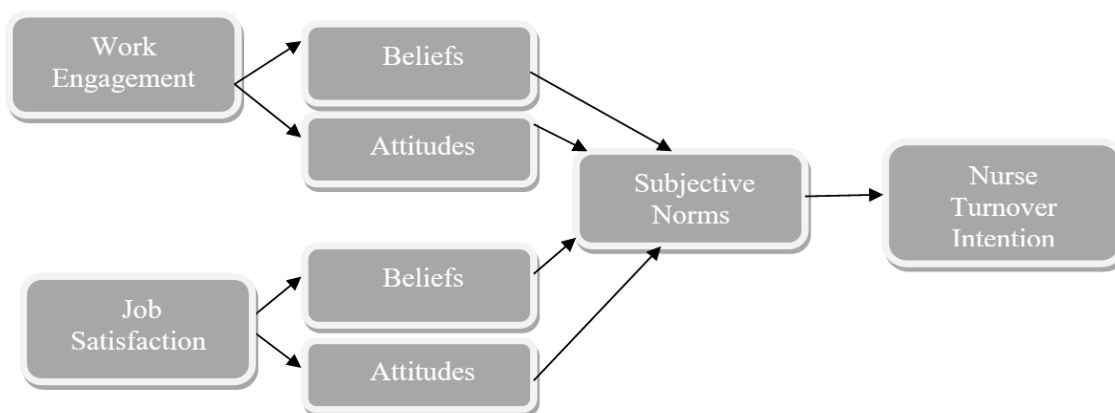 Work
Engagement
Beliefs
Attitudes
Subjective
Norms
Nurse
Turnover
Intention
Beliefs
Job
Satisfaction
Attitudes